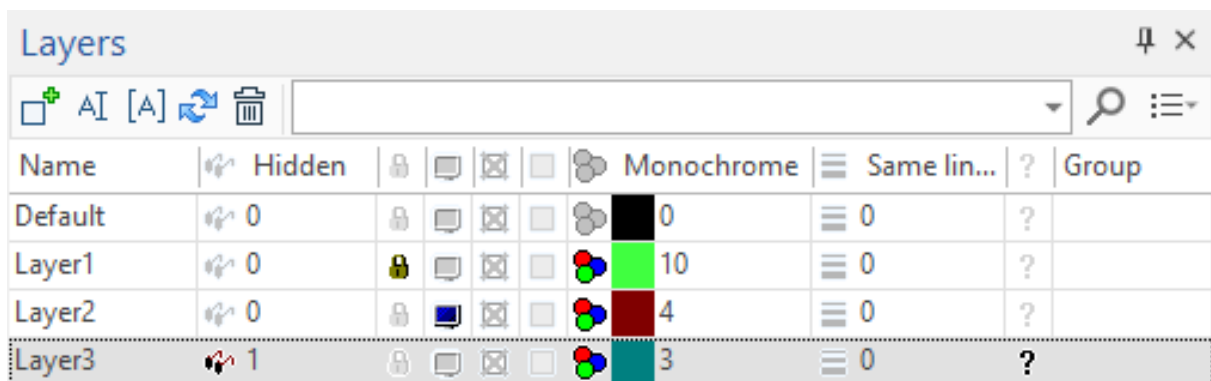 Layers
AI [A]
Name Hidden Monochrome Same lin... ? Group
Default 0 0 0 ?
Layer1 0 10 0 ?
Layer2 0 4 0 ?
Layer3 1 3 0 ?